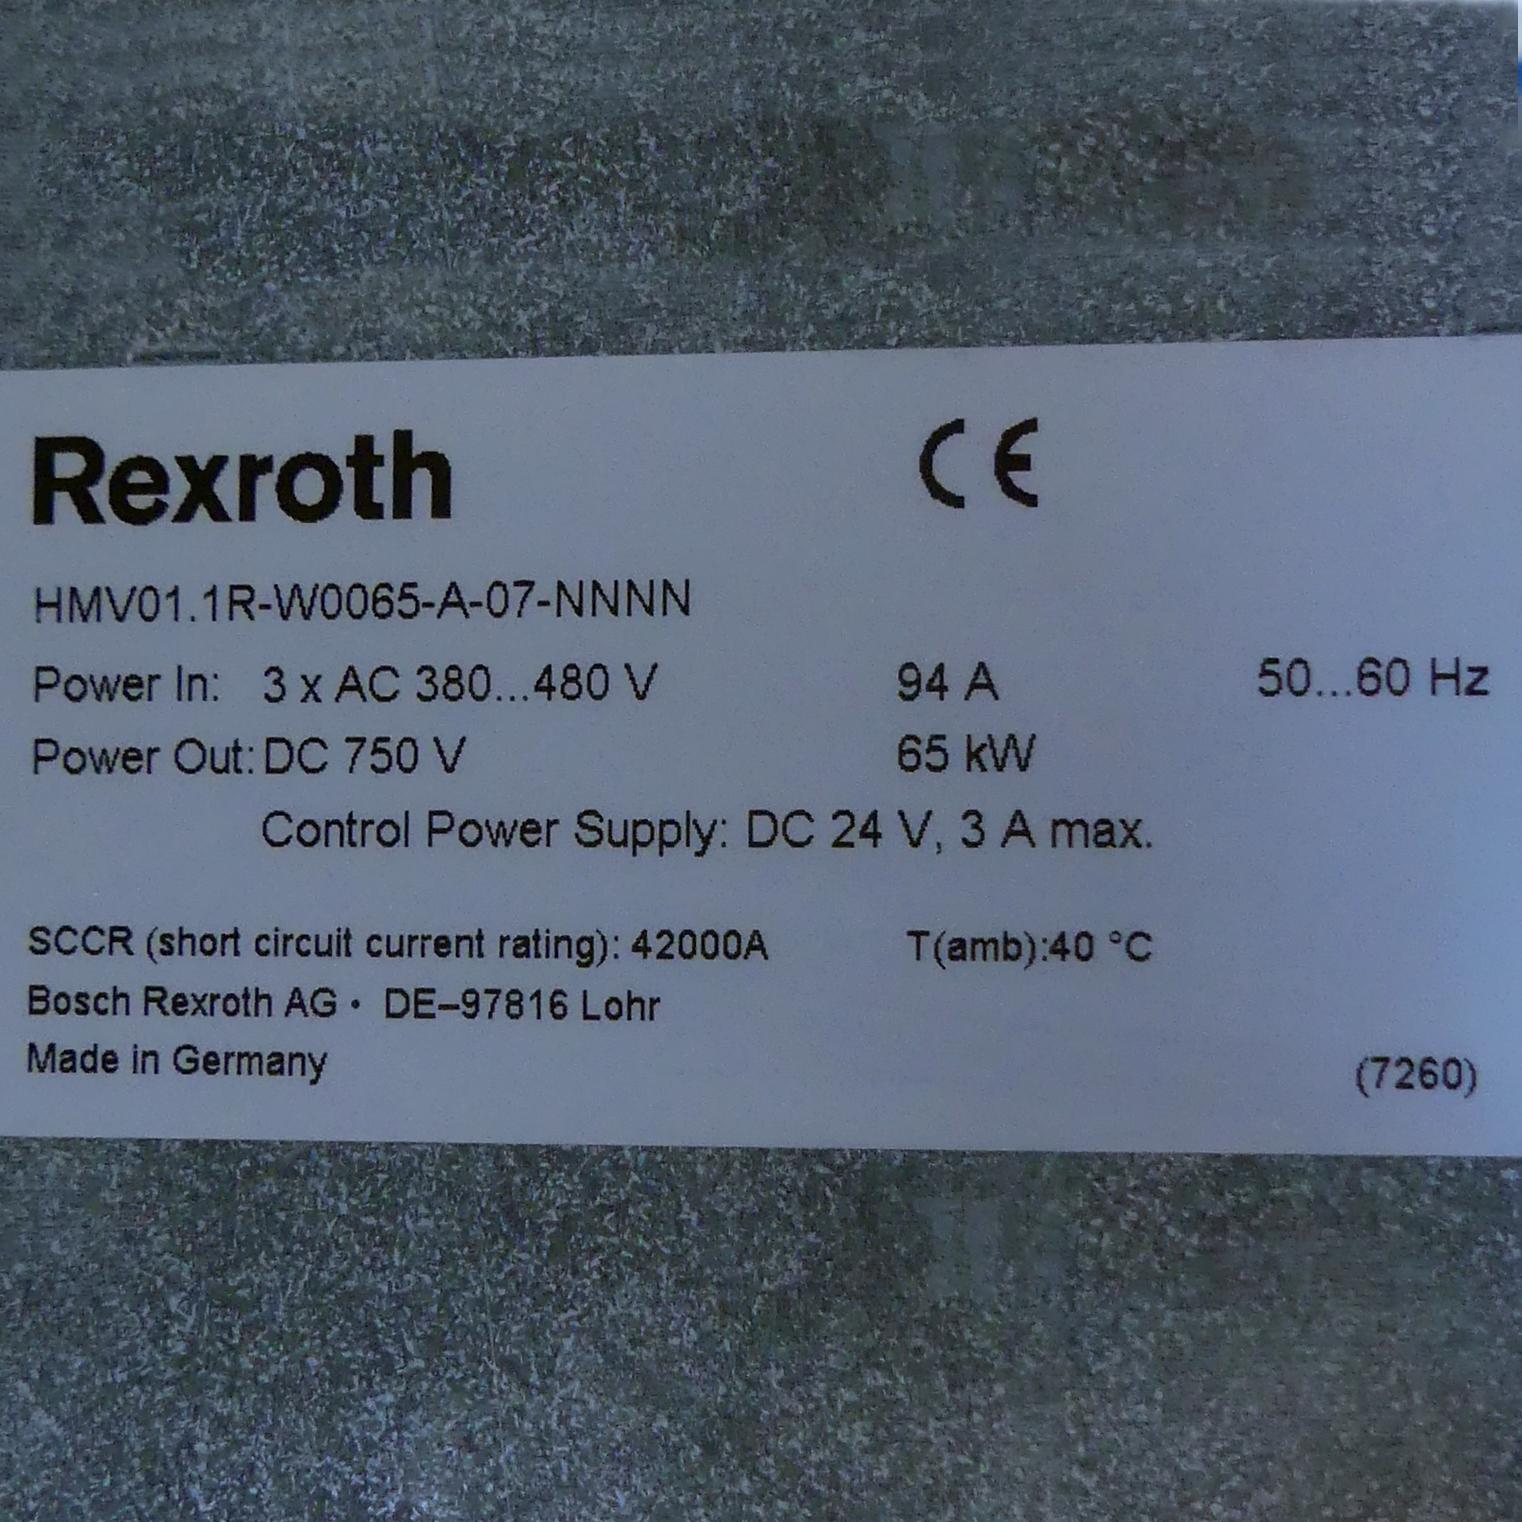 Rexroth CE
HMV01.1R-W0065-A-07-NNNN
Power In: 3 x AC 380...480 V 94 A 50...60 Hz
Power Out: DC 750 V 65 kW
Control Power Supply: DC 24 V, 3 A max.
SCCR (short circuit current rating): 42000A T(amb):40 °C
Bosch Rexroth AG • DE–97816 Lohr
Made in Germany
(7260)